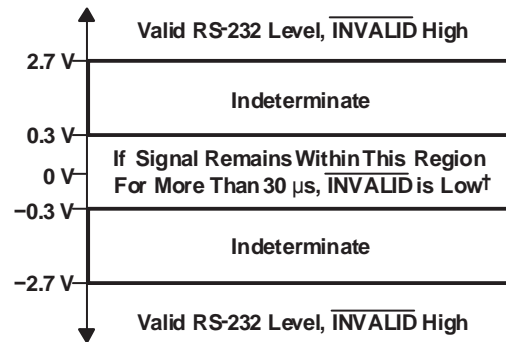 Valid RS-232 Level, INVALID High
2.7 V
Indeterminate
0.3 V
If Signal Remains Within This Region
0 V
For More Than 30 µs, INVALID is Low†
−0.3 V
Indeterminate
−2.7 V
Valid RS-232 Level, INVALID High